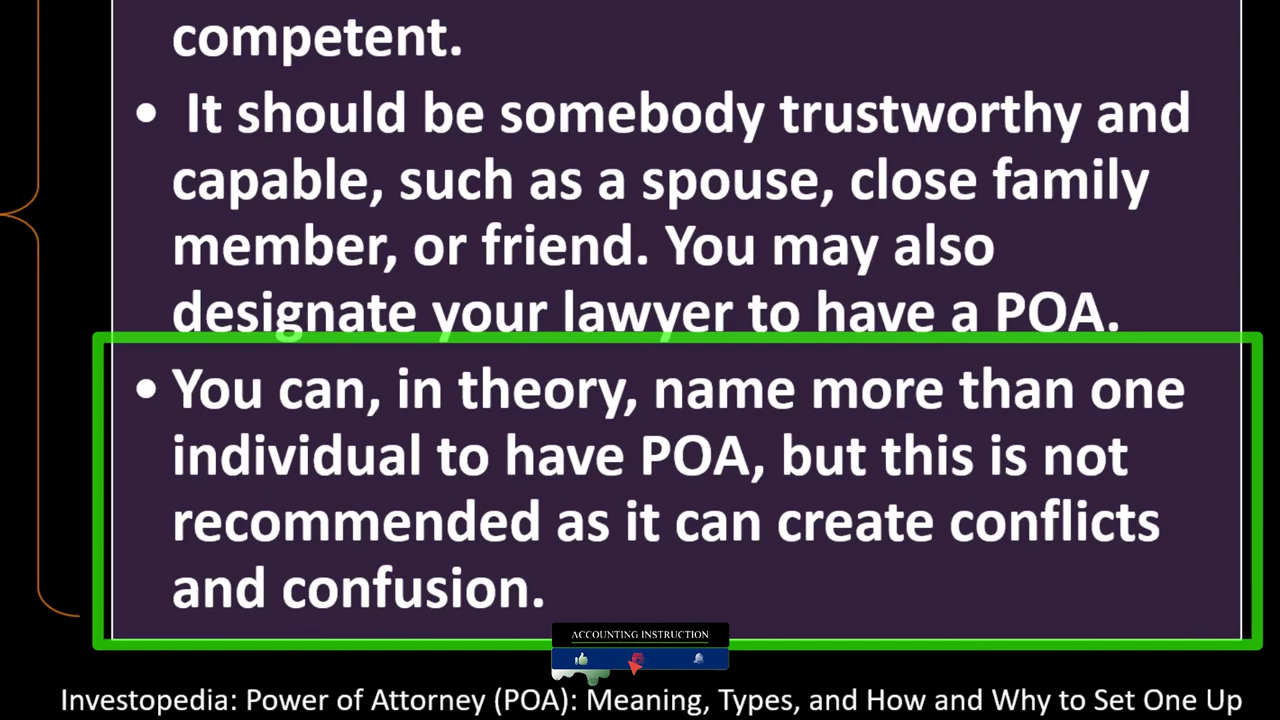 competent.
• It should be somebody trustworthy and
capable, such as a spouse, close family
member, or friend. You may also
designate your lawyer to have a POA.
• You can, in theory, name more than one
individual to have POA, but this is not
recommended as it can create conflicts
and confusion.
ACCOUNTING INSTRUCTION
Investopedia: Power of Attorney (POA): Meaning, Types, and How and Why to Set One Up